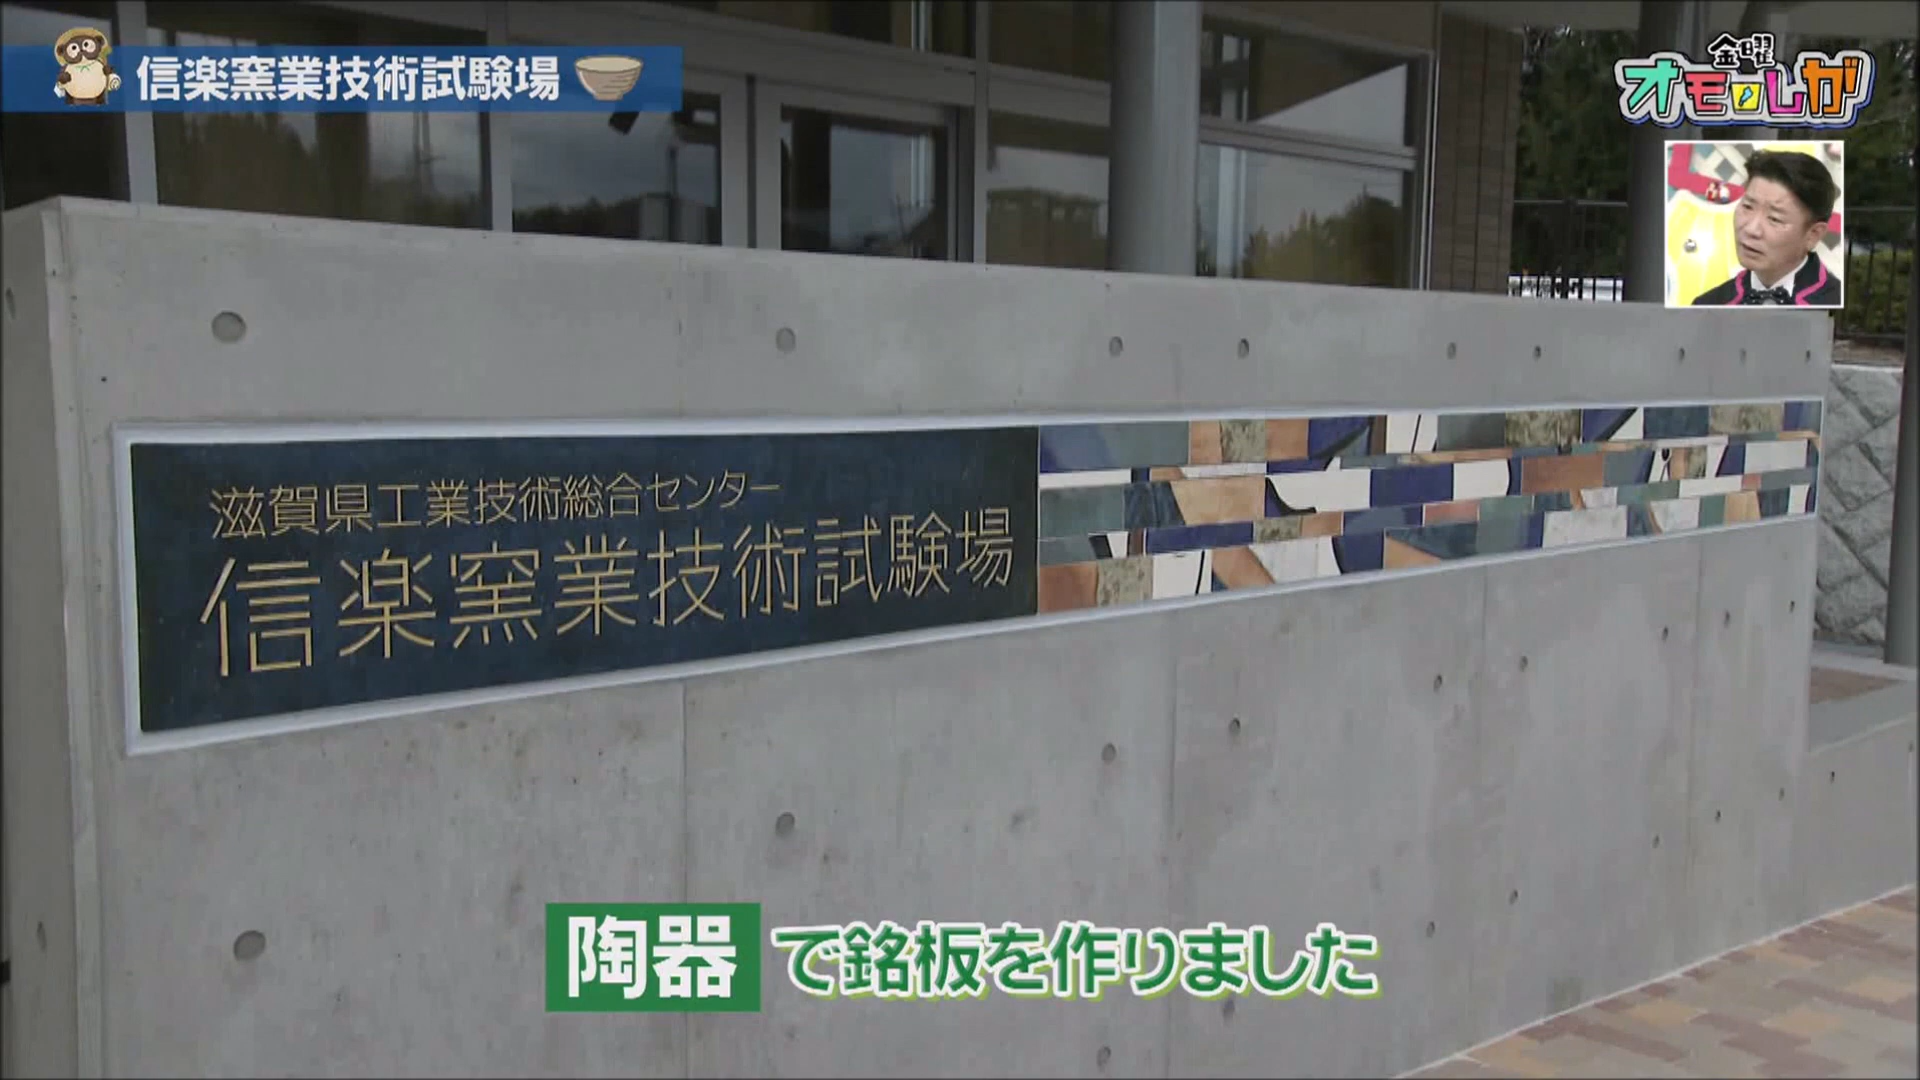 信楽窯業技術試験場
金曜
オモロしが
滋賀県工業技術総合センター
信楽窯業技術試験場
陶器で銘板を作りました